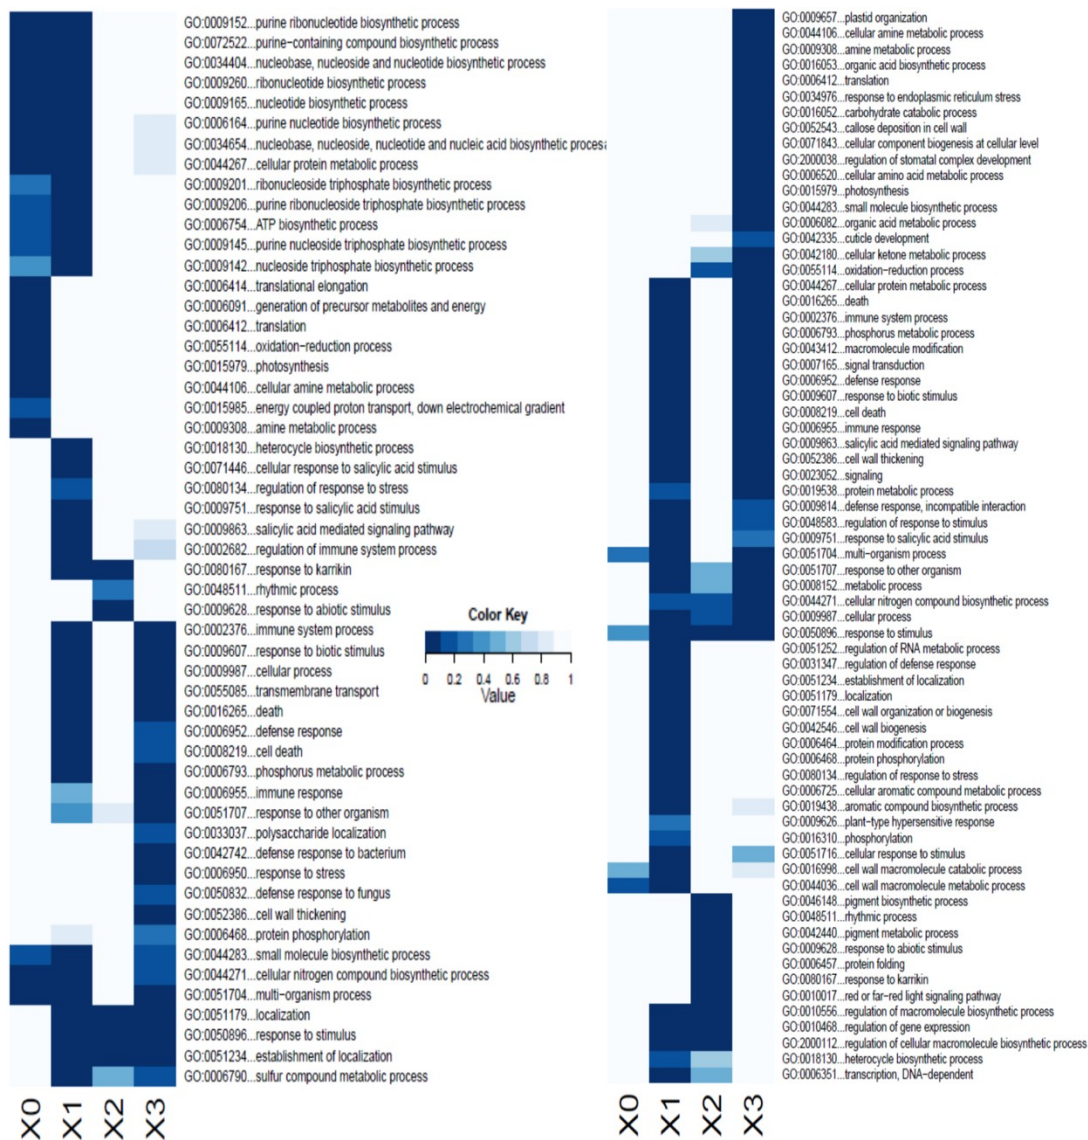 GO:0009152...purine ribonucleotide biosynthetic process
GO:0072522...purine-containing compound biosynthetic process
GO:0034404...nucleobase, nucleoside and nucleotide biosynthetic process
GO:0009260...ribonucleotide biosynthetic process
GO:0009165...nucleotide biosynthetic process
GO:0006164...purine nucleotide biosynthetic process
GO:0034654...nucleobase, nucleoside, nucleotide and nucleic acid biosynthetic proces
GO:0044267...cellular protein metabolic process
GO:0009201...ribonucleoside triphosphate biosynthetic process
GO:0009206...purine ribonucleoside triphosphate biosynthetic process
GO:0006754...ATP biosynthetic process
GO:0009145...purine nucleoside triphosphate biosynthetic process
GO:0009142...nucleoside triphosphate biosynthetic process
GO:0006414...translational elongation
GO:0006091...generation of precursor metabolites and energy
GO:0006412...translation
GO:0055114...oxidation-reduction process
GO:0015979...photosynthesis
GO:0044106...cellular amine metabolic process
GO:0015985...energy coupled proton transport, down electrochemical gradient
GO:0009308...amine metabolic process
GO:0018130...heterocycle biosynthetic process
GO:0071446...cellular response to salicylic acid stimulus
GO:0080134...regulation of response to stress
GO:0009751...response to salicylic acid stimulus
GO:0009863...salicylic acid mediated signaling pathway
GO:0002682...regulation of immune system process
GO:0080167...response to karrikin
GO:0048511...rhythmic process
GO:0009628...response to abiotic stimulus
GO:0002376...immune system process
GO:0009607...response to biotic stimulus
GO:0009987...cellular process
GO:0055085...transmembrane transport
GO:0016265...death
GO:0006952...defense response
GO:0008219...cell death
GO:0006793...phosphorus metabolic process
GO:0006955...immune response
GO:0051707...response to other organism
GO:0033037...polysaccharide localization
GO:0042742...defense response to bacterium
GO:0006950...response to stress
GO:0050832...defense response to fungus
GO:0052386...cell wall thickening
GO:0006468...protein phosphorylation
GO:0044283...small molecule biosynthetic process
GO:0044271...cellular nitrogen compound biosynthetic process
GO:0051704...multi-organism process
GO:0051179...localization
GO:0050896...response to stimulus
GO:0051234...establishment of localization
GO:0006790...sulfur compound metabolic process
X0 X1 X2 X3
Color Key
0 0.2 0.4 0.6 0.8 1
Value
GO:0009657...plastid organization
GO:0044106...cellular amine metabolic process
GO:0009308...amine metabolic process
GO:0016053...organic acid biosynthetic process
GO:0006412...translation
GO:0034976...response to endoplasmic reticulum stress
GO:0016052...carbohydrate catabolic process
GO:0052543...callose deposition in cell wall
GO:0071843...cellular component biogenesis at cellular level
GO:2000038...regulation of stomatal complex development
GO:0006520...cellular amino acid metabolic process
GO:0015979...photosynthesis
GO:0044283...small molecule biosynthetic process
GO:0006082...organic acid metabolic process
GO:0042335...cuticle development
GO:0042180...cellular ketone metabolic process
GO:0055114...oxidation-reduction process
GO:0044267...cellular protein metabolic process
GO:0016265...death
GO:0002376...immune system process
GO:0006793...phosphorus metabolic process
GO:0043412...macromolecule modification
GO:0007165...signal transduction
GO:0006952...defense response
GO:0009607...response to biotic stimulus
GO:0008219...cell death
GO:0006955...immune response
GO:0009863...salicylic acid mediated signaling pathway
GO:0052386...cell wall thickening
GO:0023052...signaling
GO:0019538...protein metabolic process
GO:0009814...defense response, incompatible interaction
GO:0048583...regulation of response to stimulus
GO:0009751...response to salicylic acid stimulus
GO:0051704...multi-organism process
GO:0051707...response to other organism
GO:0008152...metabolic process
GO:0044271...cellular nitrogen compound biosynthetic process
GO:0009987...cellular process
GO:0050896...response to stimulus
GO:0051252...regulation of RNA metabolic process
GO:0031347...regulation of defense response
GO:0051234...establishment of localization
GO:0051179...localization
GO:0071554...cell wall organization or biogenesis
GO:0042546...cell wall biogenesis
GO:0006464...protein modification process
GO:0006468...protein phosphorylation
GO:0080134...regulation of response to stress
GO:0006725...cellular aromatic compound metabolic process
GO:0019438...aromatic compound biosynthetic process
GO:0009626...plant-type hypersensitive response
GO:0016310...phosphorylation
GO:0051716...cellular response to stimulus
GO:0016998...cell wall macromolecule catabolic process
GO:0044036...cell wall macromolecule metabolic process
GO:0046148...pigment biosynthetic process
GO:0048511...rhythmic process
GO:0042440...pigment metabolic process
GO:0009628...response to abiotic stimulus
GO:0006457...protein folding
GO:0080167...response to karrikin
GO:0010017...red or far-red light signaling pathway
GO:0010556...regulation of macromolecule biosynthetic process
GO:0010468...regulation of gene expression
GO:2000112...regulation of cellular macromolecule biosynthetic process
GO:0018130...heterocycle biosynthetic process
GO:0006351...transcription, DNA-dependent
X0 X1 X2 X3